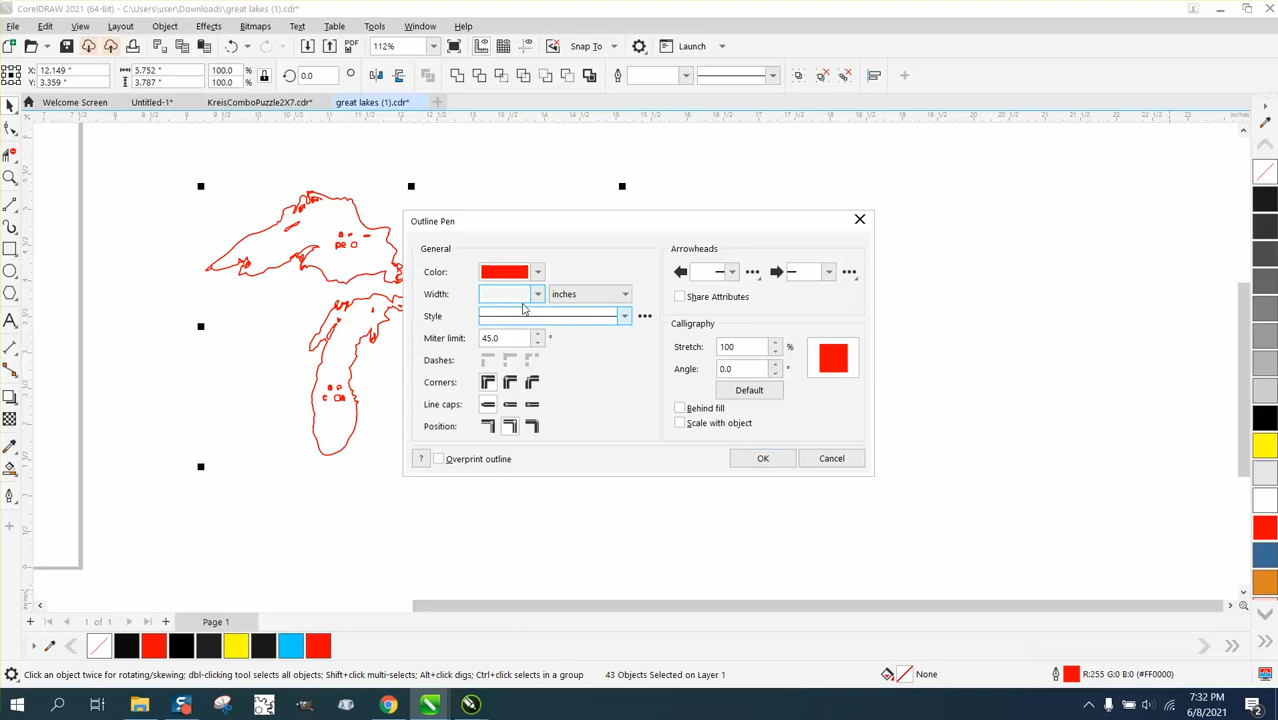 CorelDRAW 2021 (64-Bit) - C:\Users\user\Downloads\great lakes (1).cdr*
File Edit View Layout Object Effects Bitmaps Text Table Tools Window Help
PDF 112% Snap To Launch
X: 12.149 " 5.752 " 100.0 % 0.0
Y: 3.359 " 3.787 " 100.0 %
Welcome Screen Untitled-1* KreisComboPuzzle2X7.cdr* great lakes (1).cdr*
inches
Outline Pen
General Arrowheads
Color:
Width: inches Share Attributes
Style
Calligraphy
Miter limit: 45.0 °
Stretch: 100 %
Dashes:
Angle: 0.0 °
Corners:
Default
Line caps:
Behind fill
Position:
Scale with object
? Overprint outline OK Cancel
1 of 1 Page 1
Click an object twice for rotating/skewing; dbl-clicking tool selects all objects; Shift+click multi-selects; Alt+click digs; Ctrl+click selects in a group 43 Objects Selected on Layer 1 None R:255 G:0 B:0 (#FF0000)
7:32 PM
6/8/2021
2